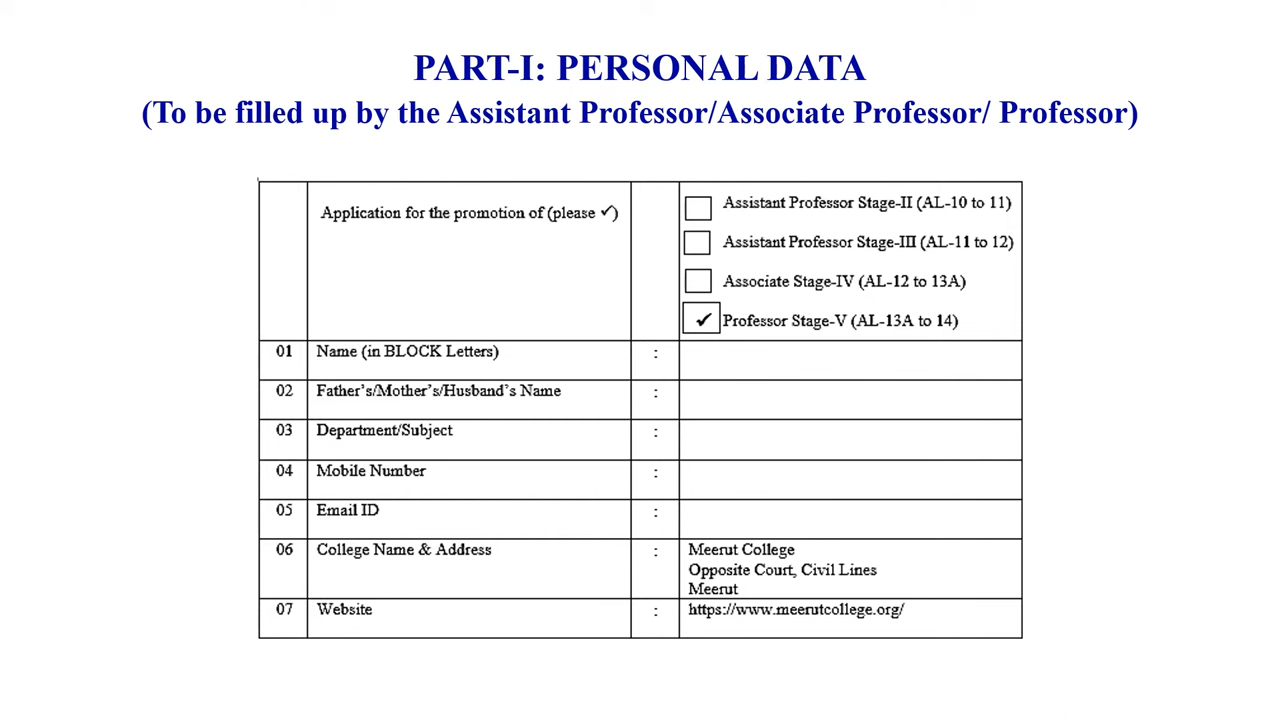 PART-I: PERSONAL DATA
(To be filled up by the Assistant Professor/Associate Professor/ Professor)
Application for the promotion of (please ✓)
Assistant Professor Stage-II (AL-10 to 11)
Assistant Professor Stage-III (AL-11 to 12)
Associate Stage-IV (AL-12 to 13A)
✓ Professor Stage-V (AL-13A to 14)
01 Name (in BLOCK Letters) :
02 Father's/Mother's/Husband's Name :
03 Department/Subject :
04 Mobile Number :
05 Email ID :
06 College Name & Address : Meerut College
Opposite Court, Civil Lines
Meerut
07 Website : https://www.meerutcollege.org/